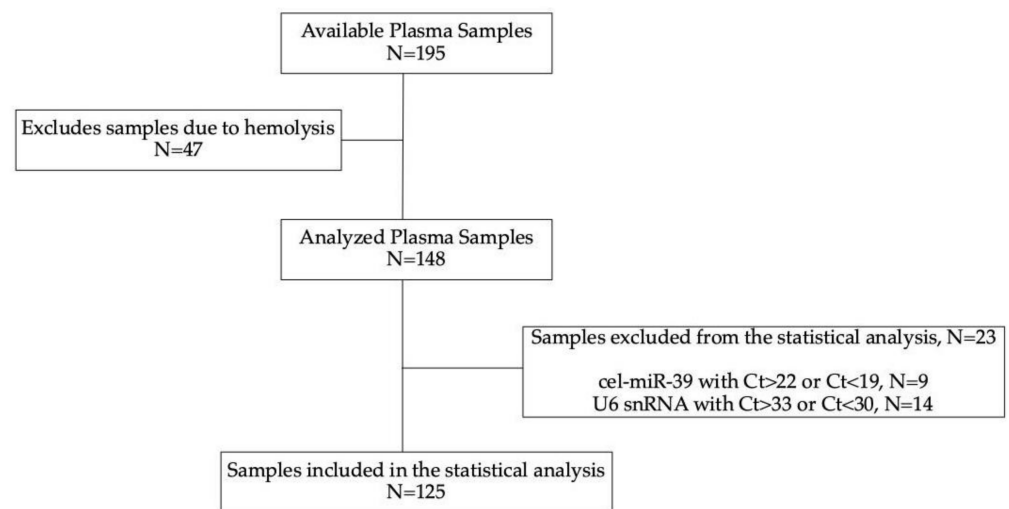 Available Plasma Samples
N=195
Excludes samples due to hemolysis
N=47
Analyzed Plasma Samples
N=148
Samples excluded from the statistical analysis, N=23
cel-miR-39 with Ct>22 or Ct<19, N=9
U6 snRNA with Ct>33 or Ct<30, N=14
Samples included in the statistical analysis
N=125